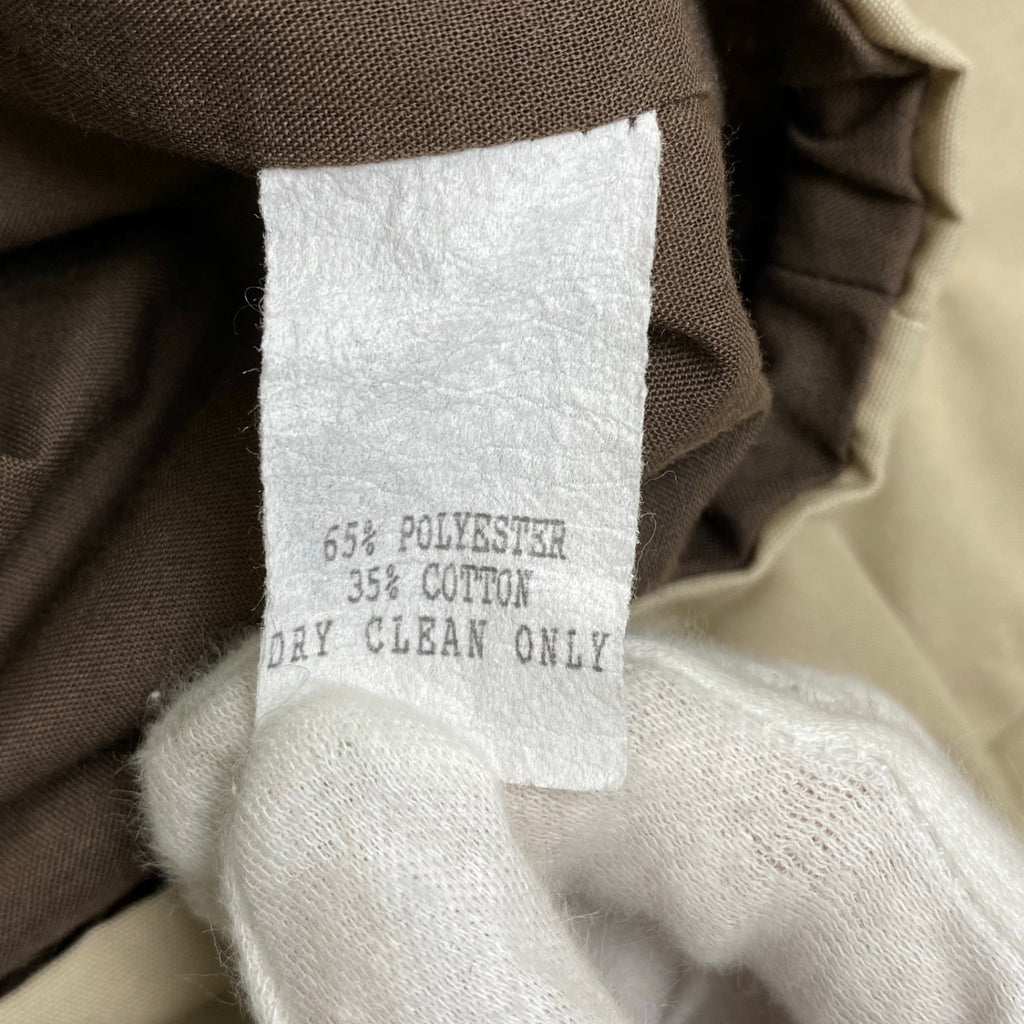 65% POLYESTER
35% COTTON
DRY CLEAN ONLY